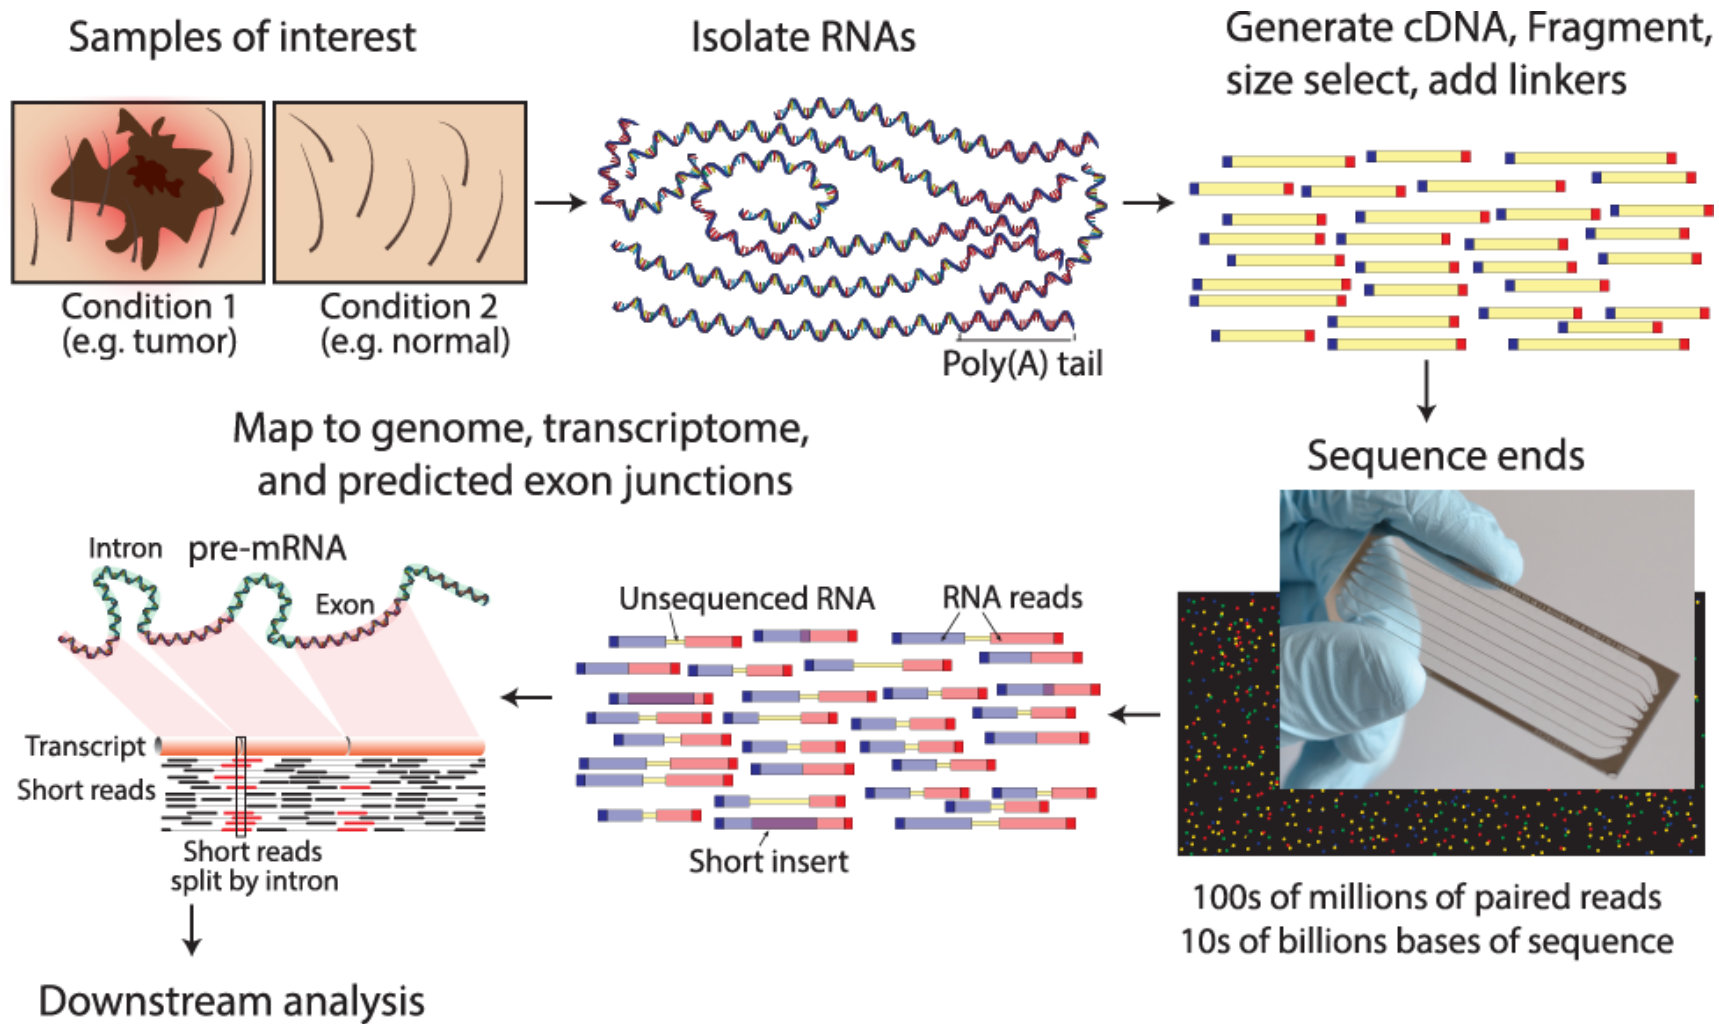 Samples of interest
Condition 1
(e.g. tumor)
Condition 2
(e.g. normal)
Isolate RNAs
Poly(A) tail
Generate cDNA, Fragment,
size select, add linkers
Sequence ends
100s of millions of paired reads
10s of billions bases of sequence
Unsequenced RNA
RNA reads
Short insert
Map to genome, transcriptome,
and predicted exon junctions
Intron
pre-mRNA
Exon
Transcript
Short reads
Short reads
split by intron
Downstream analysis